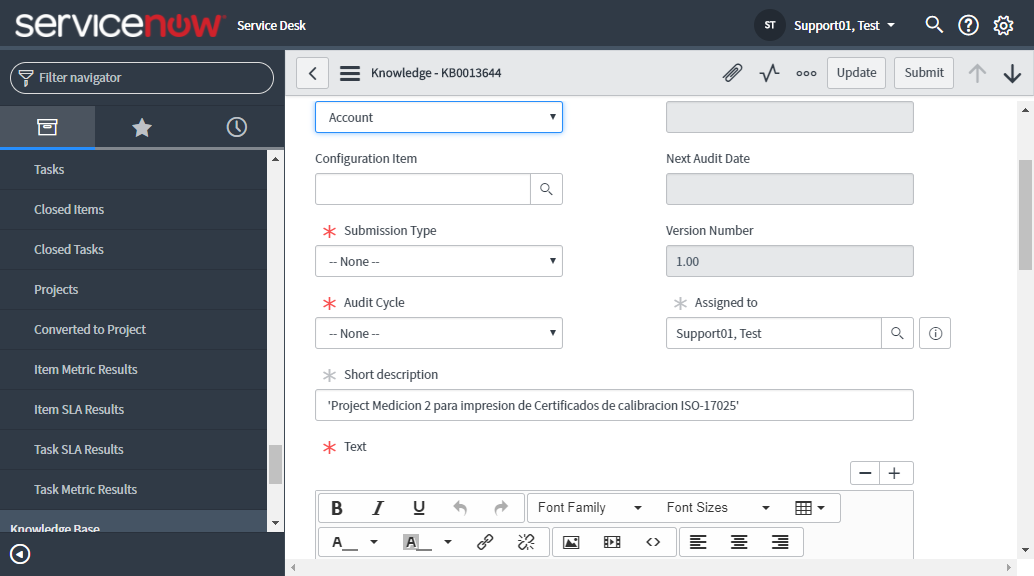 servicenow Service Desk
ST Support01, Test
Filter navigator
Tasks
Closed Items
Closed Tasks
Projects
Converted to Project
Item Metric Results
Item SLA Results
Task SLA Results
Task Metric Results
Knowledge Base
Knowledge - KB0013644
Update Submit
Account
Configuration Item
Next Audit Date
Submission Type
-- None --
Version Number
1.00
Audit Cycle
-- None --
Assigned to
Support01, Test
Short description
'Project Medicion 2 para impresion de Certificados de calibracion ISO-17025'
Text
B I U Font Family Font Sizes
A A